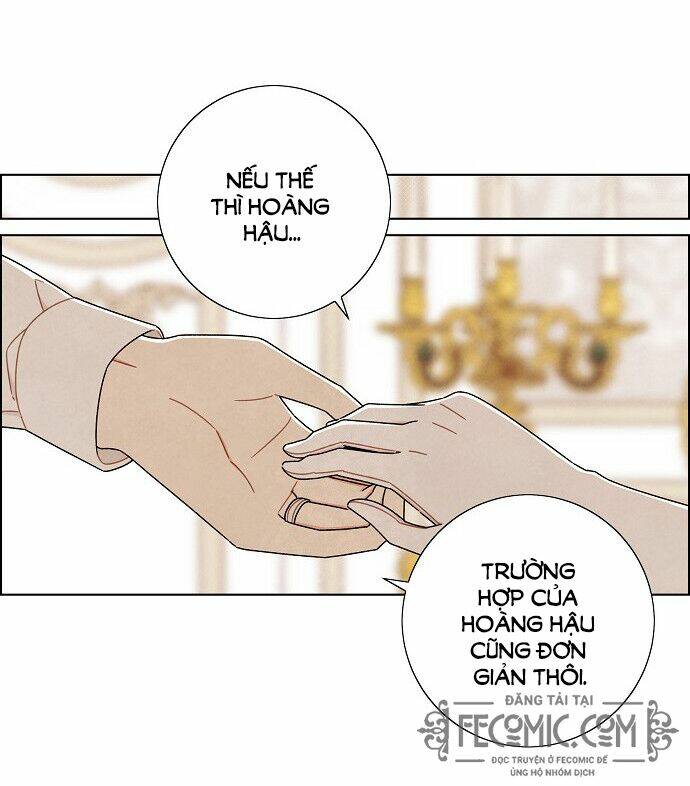 NẾU THẾ
THÌ HOÀNG
HẬU...
TRƯỜNG
HỢP CỦA
HOÀNG HẬU
CŨNG ĐƠN
GIẢN THÔI.
ĐĂNG TẢI TẠI
FECOMIC.COM
ĐỌC TRUYỆN Ở FECOMIC ĐỂ
ỦNG HỘ NHÓM DỊCH